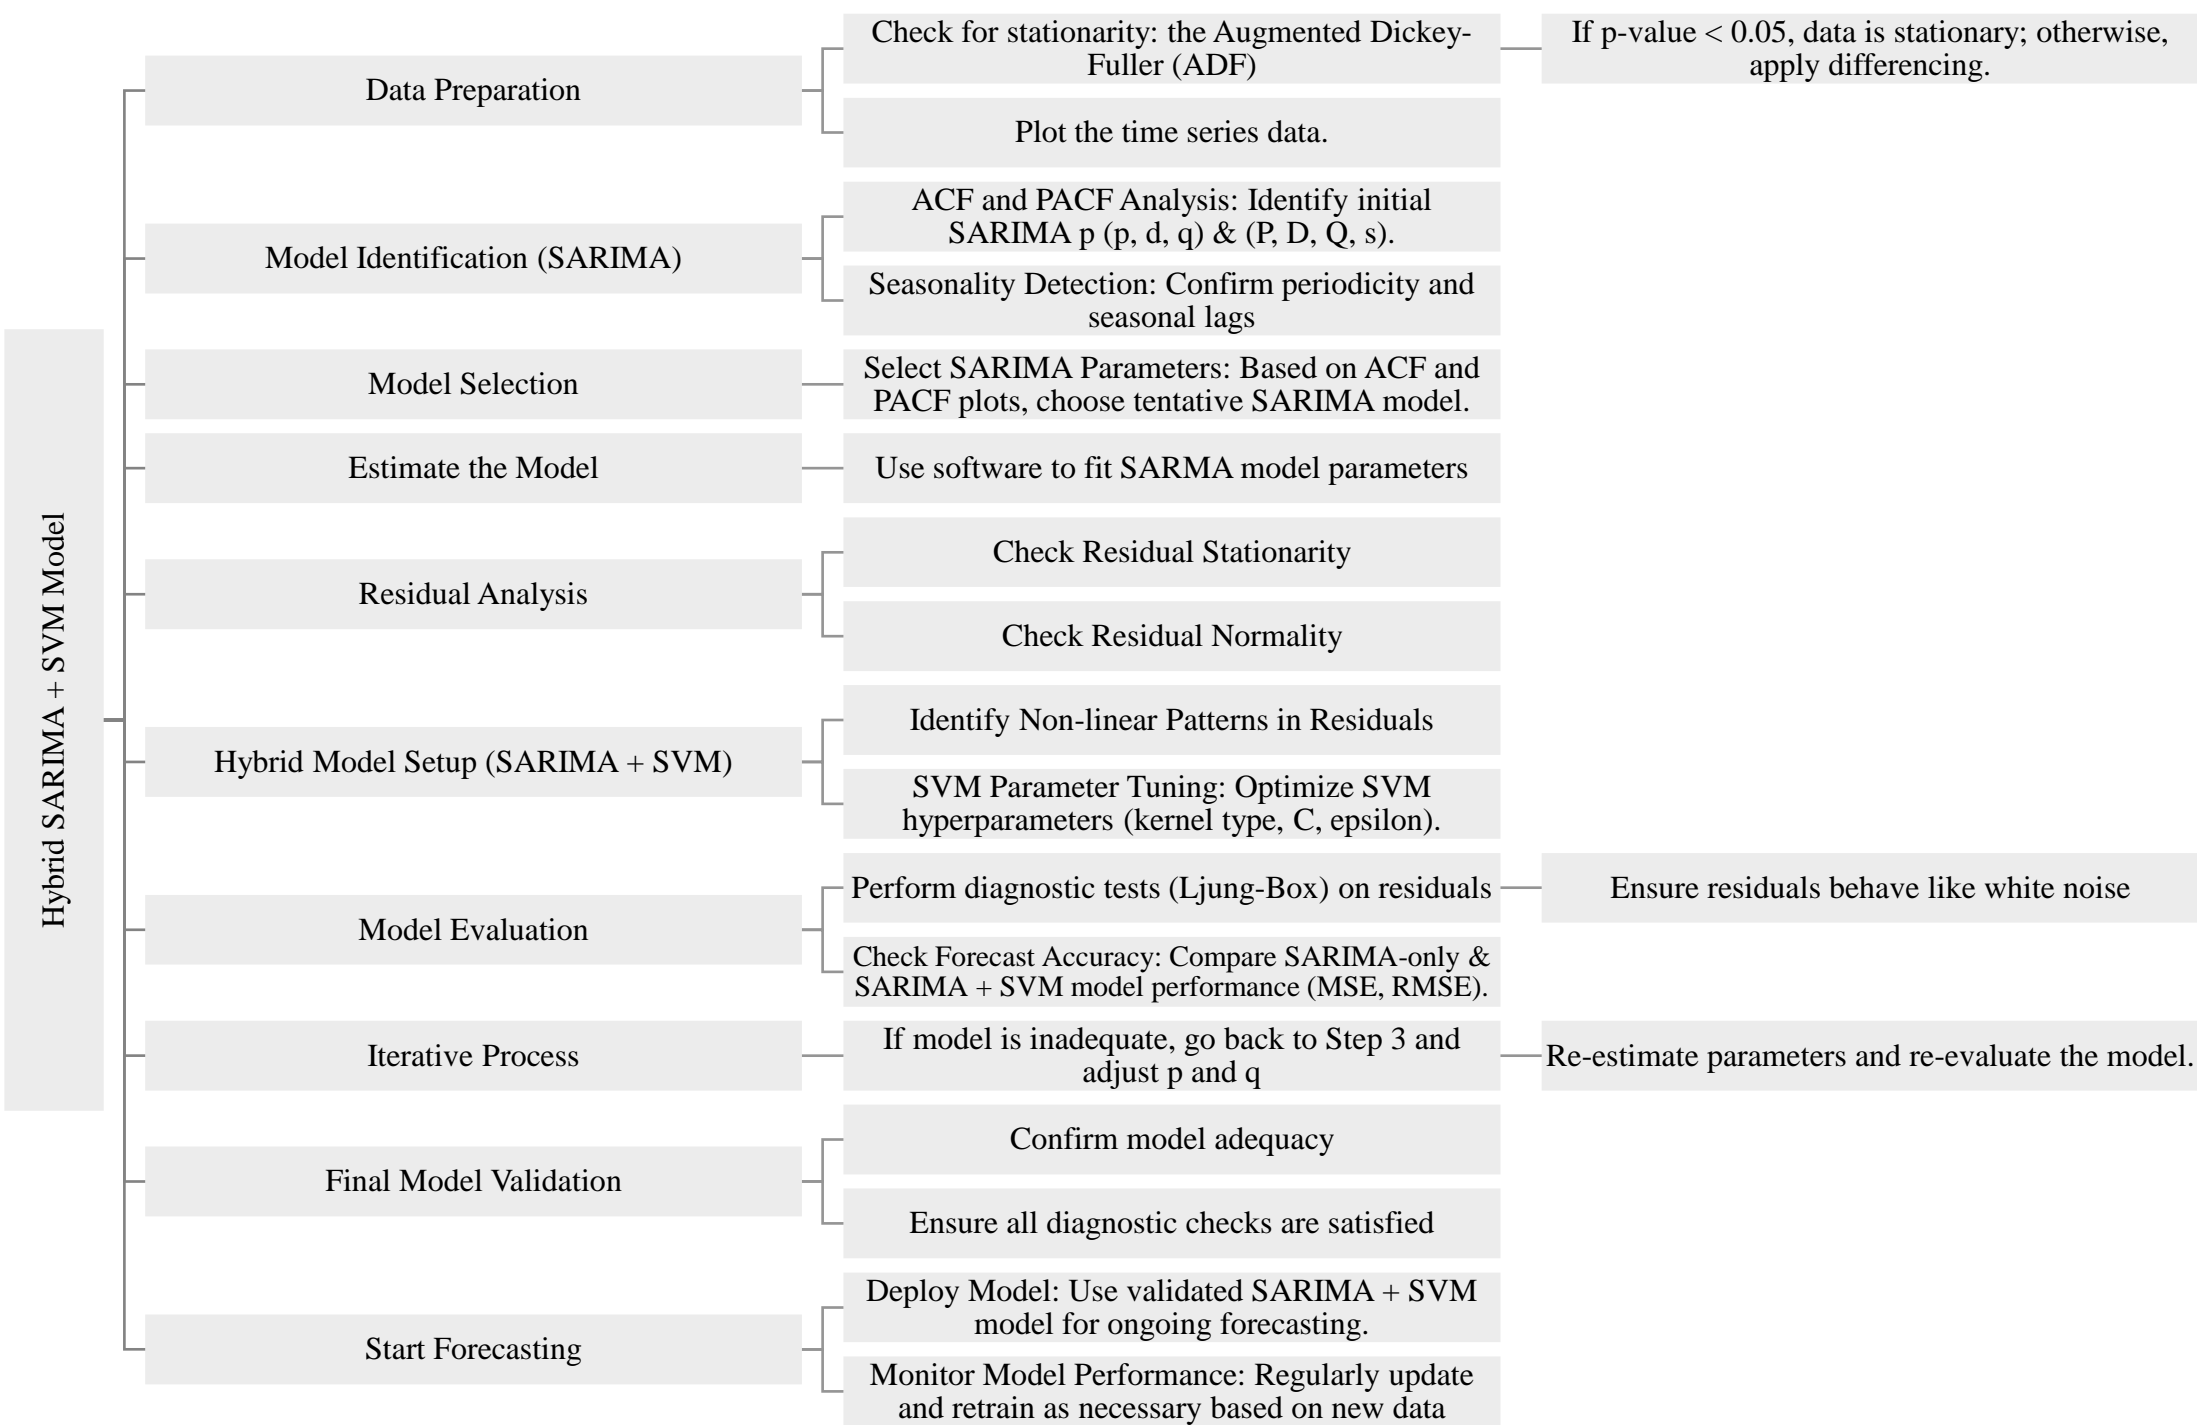 Hybrid SARIMA + SVM Model
Data Preparation
Check for stationarity: the Augmented Dickey-
Fuller (ADF)
If p-value < 0.05, data is stationary; otherwise,
apply differencing.
Plot the time series data.
Model Identification (SARIMA)
ACF and PACF Analysis: Identify initial
SARIMA p (p, d, q) & (P, D, Q, s).
Seasonality Detection: Confirm periodicity and
seasonal lags
Model Selection
Select SARIMA Parameters: Based on ACF and
PACF plots, choose tentative SARIMA model.
Estimate the Model
Use software to fit SARMA model parameters
Residual Analysis
Check Residual Stationarity
Check Residual Normality
Hybrid Model Setup (SARIMA + SVM)
Identify Non-linear Patterns in Residuals
SVM Parameter Tuning: Optimize SVM
hyperparameters (kernel type, C, epsilon).
Model Evaluation
Perform diagnostic tests (Ljung-Box) on residuals
Ensure residuals behave like white noise
Check Forecast Accuracy: Compare SARIMA-only &
SARIMA + SVM model performance (MSE, RMSE).
Iterative Process
If model is inadequate, go back to Step 3 and
adjust p and q
Re-estimate parameters and re-evaluate the model.
Final Model Validation
Confirm model adequacy
Ensure all diagnostic checks are satisfied
Start Forecasting
Deploy Model: Use validated SARIMA + SVM
model for ongoing forecasting.
Monitor Model Performance: Regularly update
and retrain as necessary based on new data